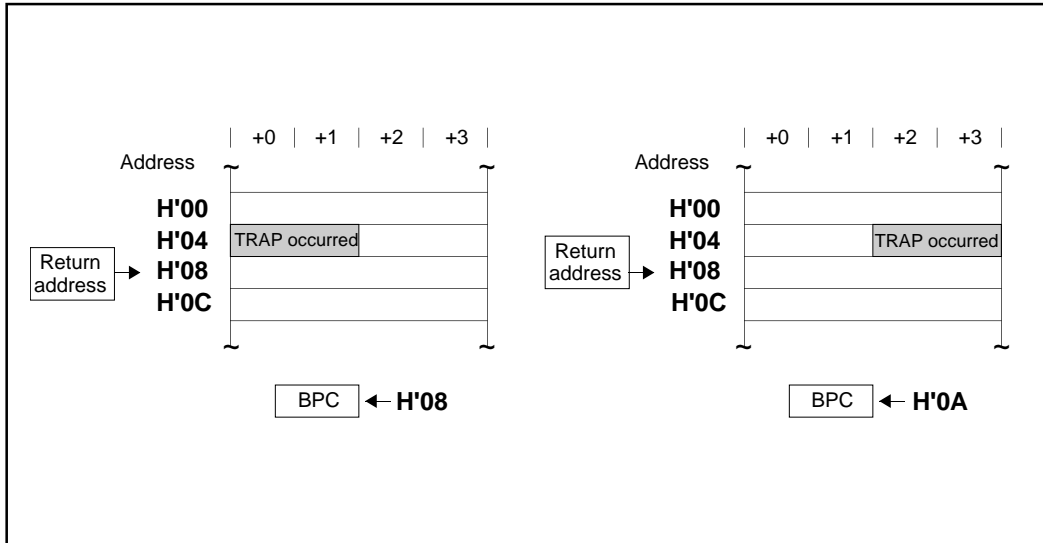 +0 +1 +2 +3
Address
H'00
H'04 TRAP occurred
H'08
H'0C
Return
address
BPC H'08
+0 +1 +2 +3
Address
H'00
H'04 TRAP occurred
H'08
H'0C
Return
address
BPC H'0A